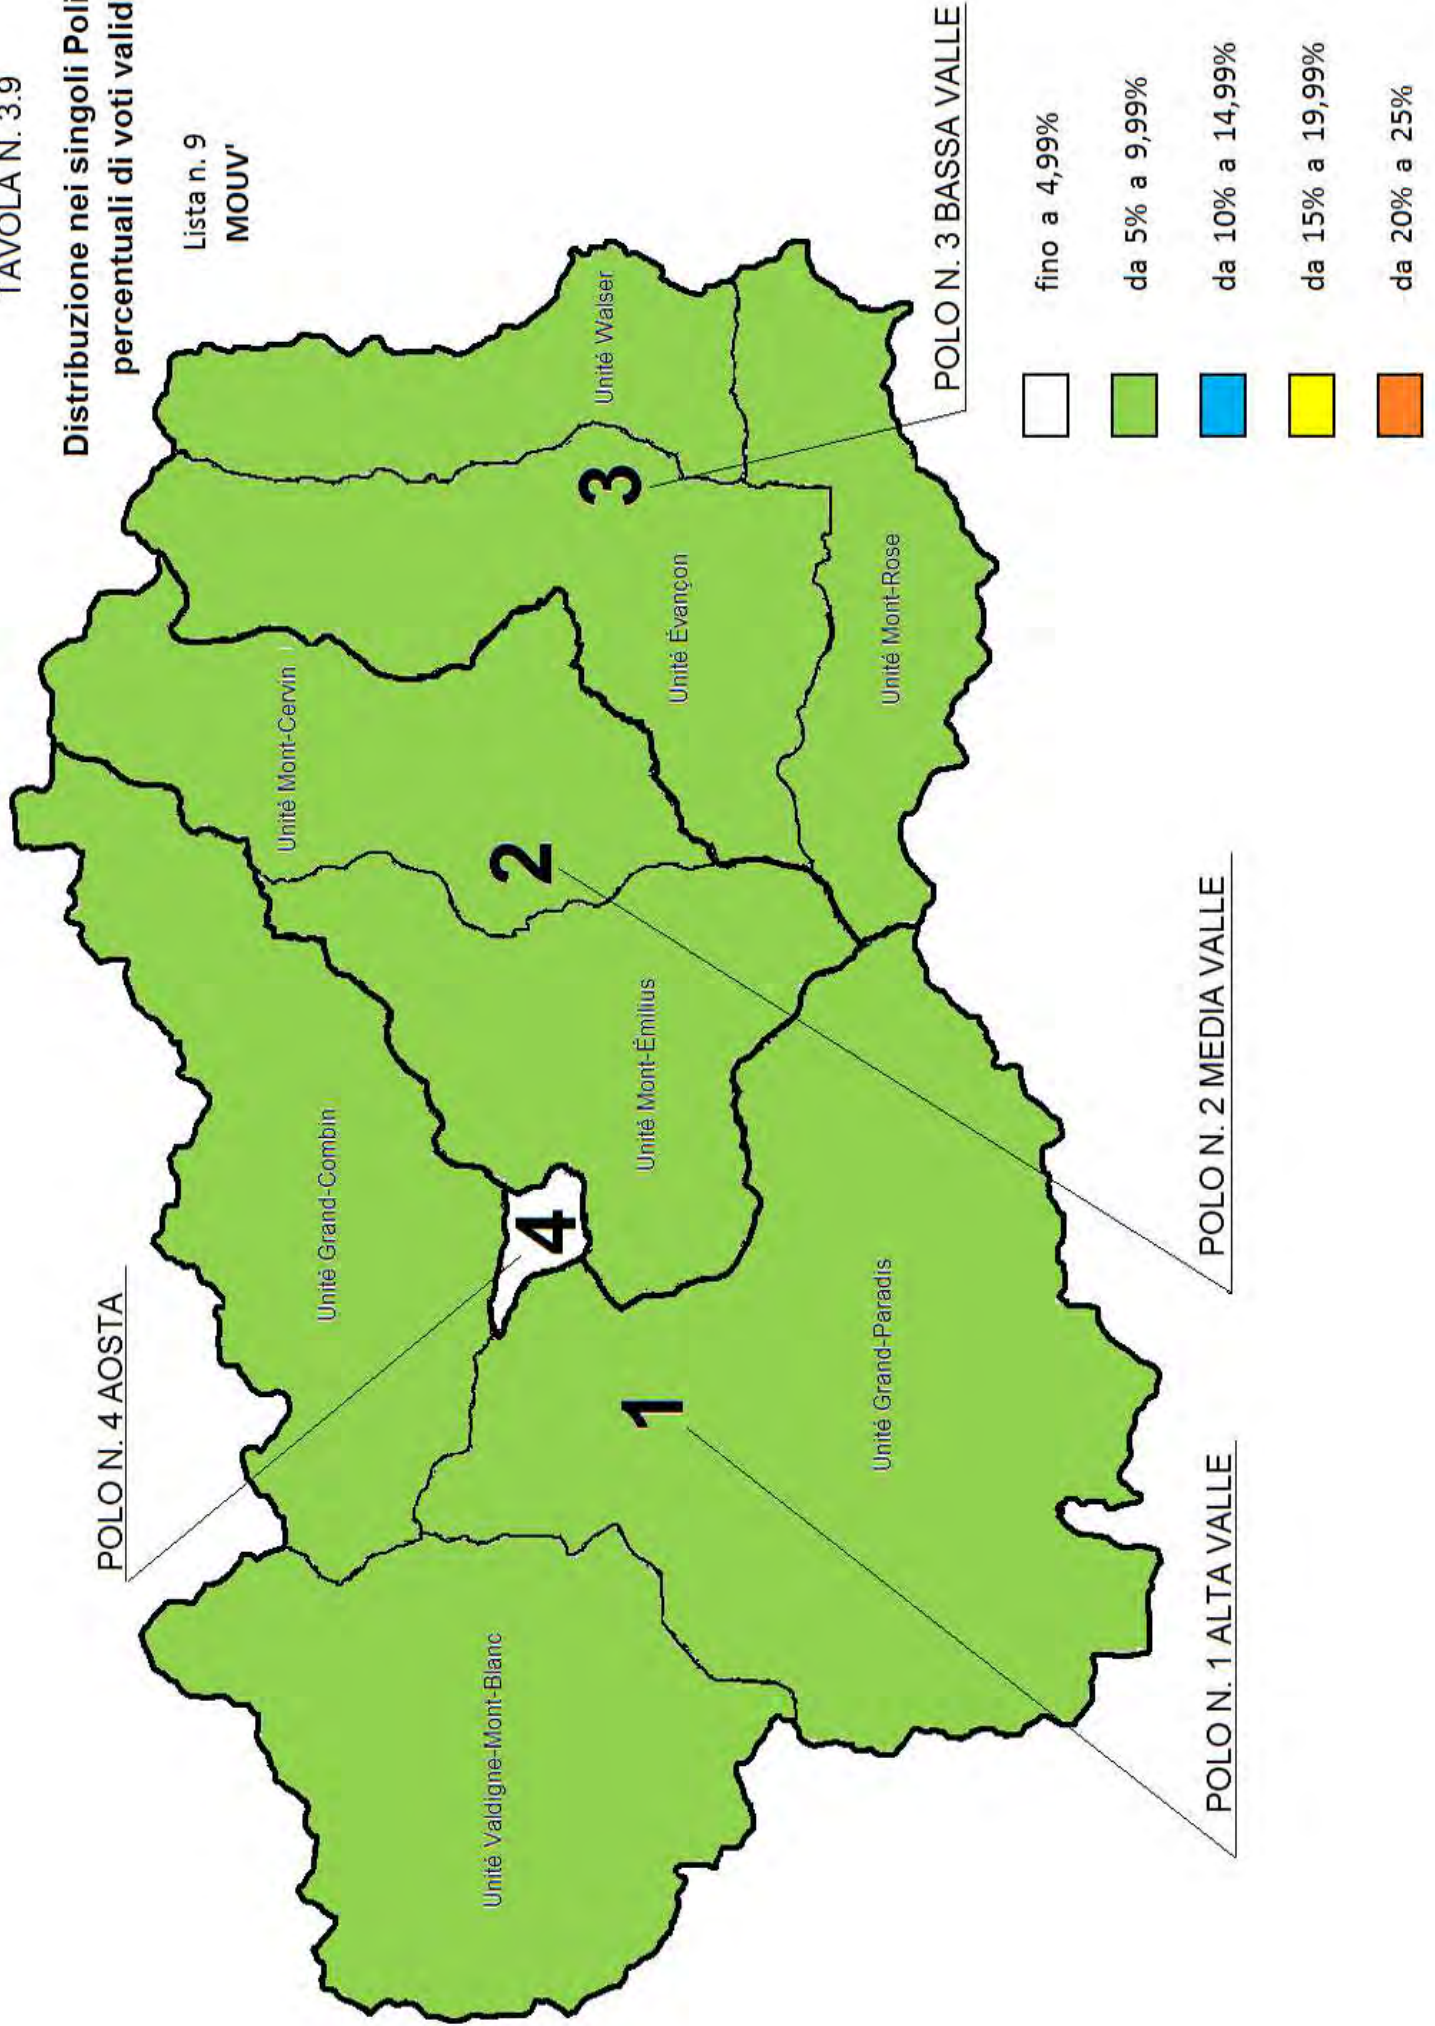 TAVOLA N. 3.9
Distribuzione nei singoli Poli
percentuali di voti valid
Lista n. 9
MOUV'
POLO N. 4 AOSTA
Unité Valdigne-Mont-Blanc
Unité Grand-Combin
Unité Mont-Cervin
Unité Walser
4
2
3
1
Unité Mont-Émilius
Unité Évançon
Unité Grand-Paradis
Unité Mont-Rose
POLO N. 1 ALTA VALLE
POLO N. 2 MEDIA VALLE
POLO N. 3 BASSA VALLE
fino a 4,99%
da 5% a 9,99%
da 10% a 14,99%
da 15% a 19,99%
da 20% a 25%